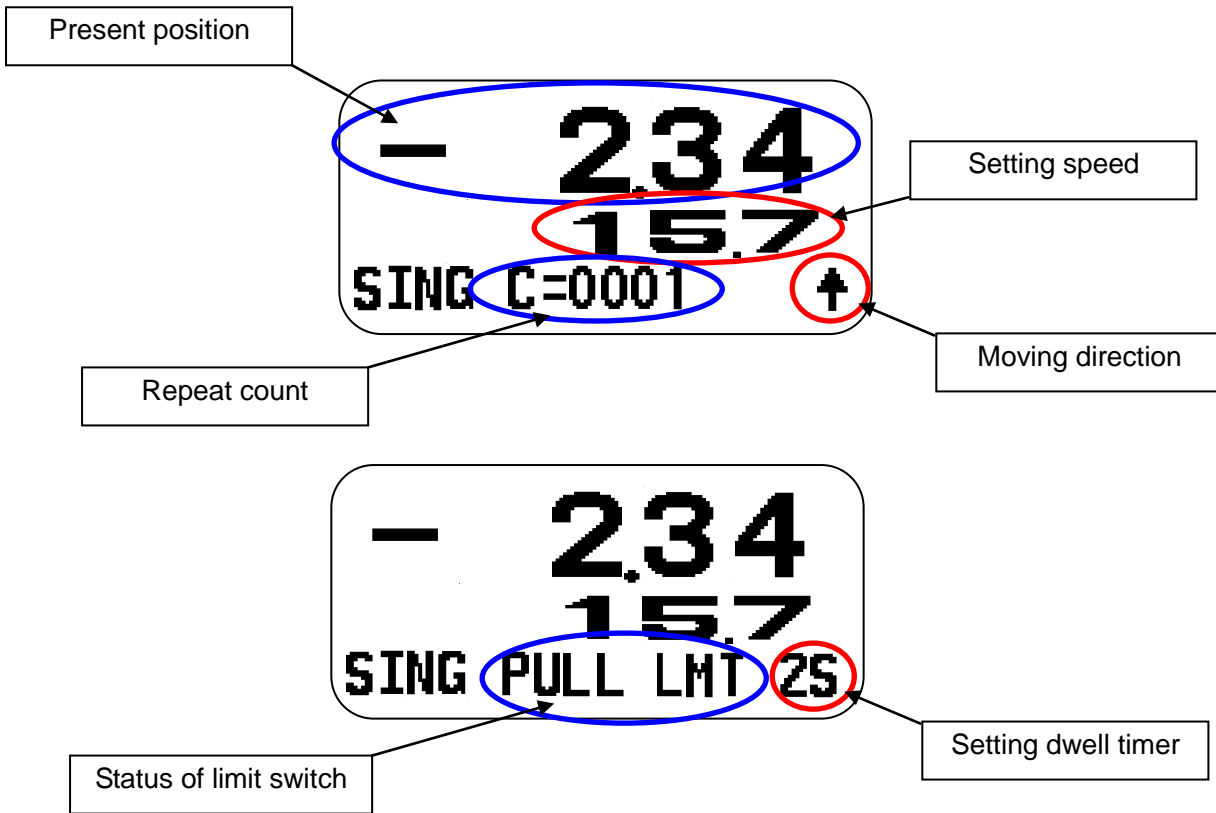 Present position
- 2.34
Setting speed
15.7
SING C=0001 ↑
Moving direction
Repeat count
- 2.34
15.7
SING PULL LMT 2S
Setting dwell timer
Status of limit switch